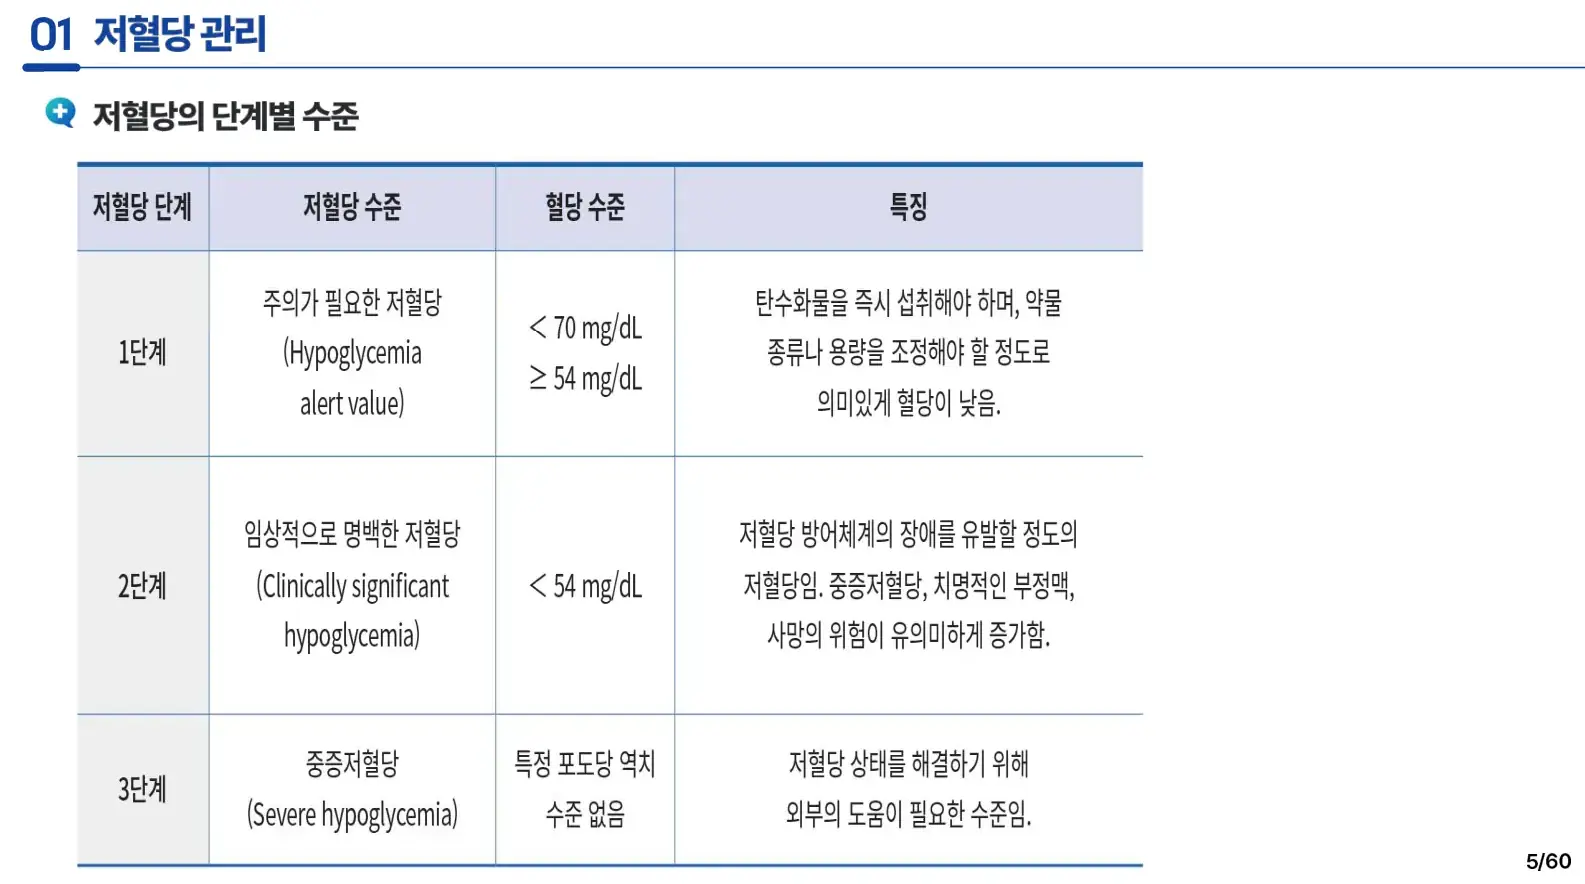 01 저혈당 관리
저혈당의 단계별 수준
저혈당 단계
저혈당 수준
혈당 수준
특징
1단계
주의가 필요한 저혈당
(Hypoglycemia
alert value)
< 70 mg/dL
≥ 54 mg/dL
탄수화물을 즉시 섭취해야 하며, 약물
종류나 용량을 조정해야 할 정도로
의미있게 혈당이 낮음.
2단계
임상적으로 명백한 저혈당
(Clinically significant
hypoglycemia)
< 54 mg/dL
저혈당 방어체계의 장애를 유발할 정도의
저혈당임. 중증저혈당, 치명적인 부정맥,
사망의 위험이 유의미하게 증가함.
3단계
중증저혈당
(Severe hypoglycemia)
특정 포도당 역치
수준 없음
저혈당 상태를 해결하기 위해
외부의 도움이 필요한 수준임.
5/60